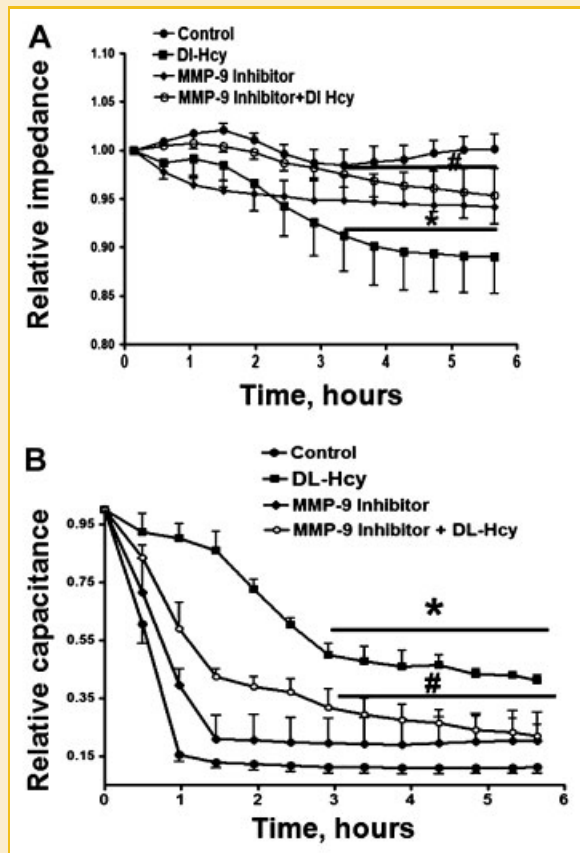 A
Control
Dl-Hcy
MMP-9 Inhibitor
MMP-9 Inhibitor+Dl Hcy
Relative impedance
1.10
1.05
1.00
0.95
0.90
0.85
0.80
#
*
0 1 2 3 4 5 6
Time, hours
B
Control
DL-Hcy
MMP-9 Inhibitor
MMP-9 Inhibitor + DL-Hcy
Relative capacitance
0.95
0.75
0.55
0.35
0.15
*
#
0 1 2 3 4 5 6
Time, hours